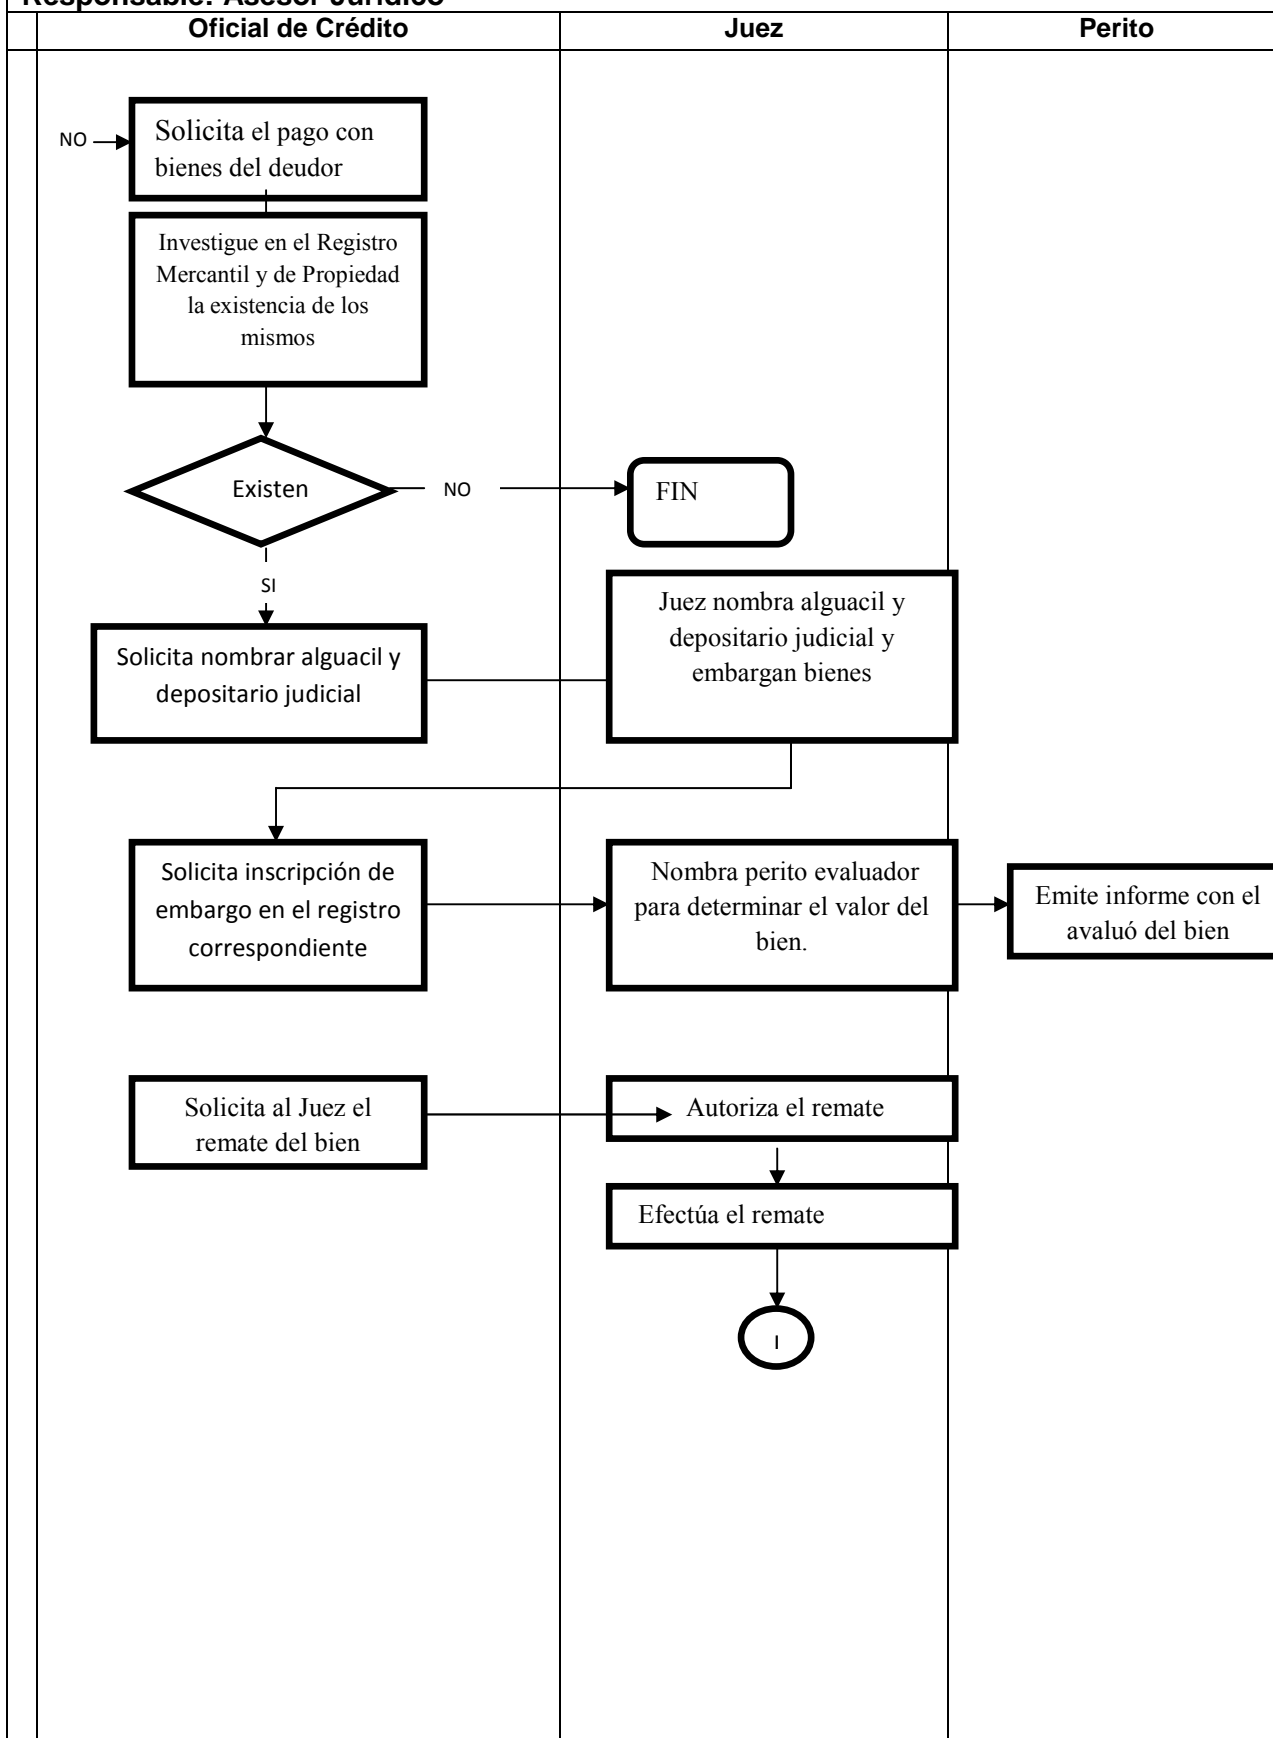 Responsable: Asesor Jurídico
Oficial de Crédito
Juez
Perito
NO
Solicita el pago con
bienes del deudor
Investigue en el Registro
Mercantil y de Propiedad
la existencia de los
mismos
Existen
NO
FIN
SI
Solicita nombrar alguacil y
depositario judicial
Juez nombra alguacil y
depositario judicial y
embargan bienes
Solicita inscripción de
embargo en el registro
correspondiente
Nombra perito evaluador
para determinar el valor del
bien.
Emite informe con el
avaluó del bien
Solicita al Juez el
remate del bien
Autoriza el remate
Efectúa el remate
I